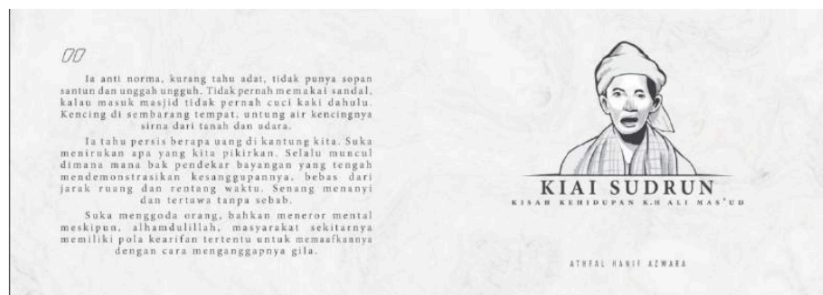 Ia anti norma, kurang tahu adat, tidak punya sopan
santun dan unggah ungguh. Tidak pernah memakai sandal,
kalau masuk masjid tidak pernah cuci kaki dahulu.
Kencing di sembarang tempat, untung air kencingnya
sirna dari tanah dan udara.
Ia tahu persis berapa uang di kantung kita. Suka
menirukan apa yang kita pikirkan. Selalu muncul
dimana mana bak pendekar bayangan yang tengah
mendemonstrasikan kesanggupannya, bebas dari
jarak ruang dan rentang waktu. Senang menanyi
dan tertawa tanpa sebab.
Suka menggoda orang, bahkan meneror mental
meskipun, alhamdulillah, masyarakat sekitarnya
memiliki pola kearifan tertentu untuk memaafkannya
dengan cara menganggapnya gila.
KIAI SUDRUN
KISAH KEHIDUPAN K.H ALI MAS'UD
ATHFAL HANIF AZWARA